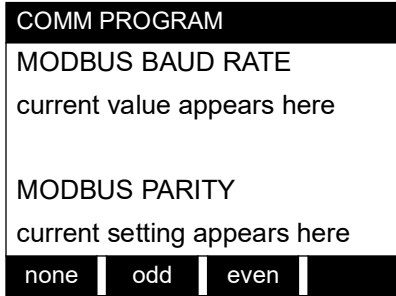 COMM PROGRAM
MODBUS BAUD RATE
current value appears here
MODBUS PARITY
current setting appears here
none odd even